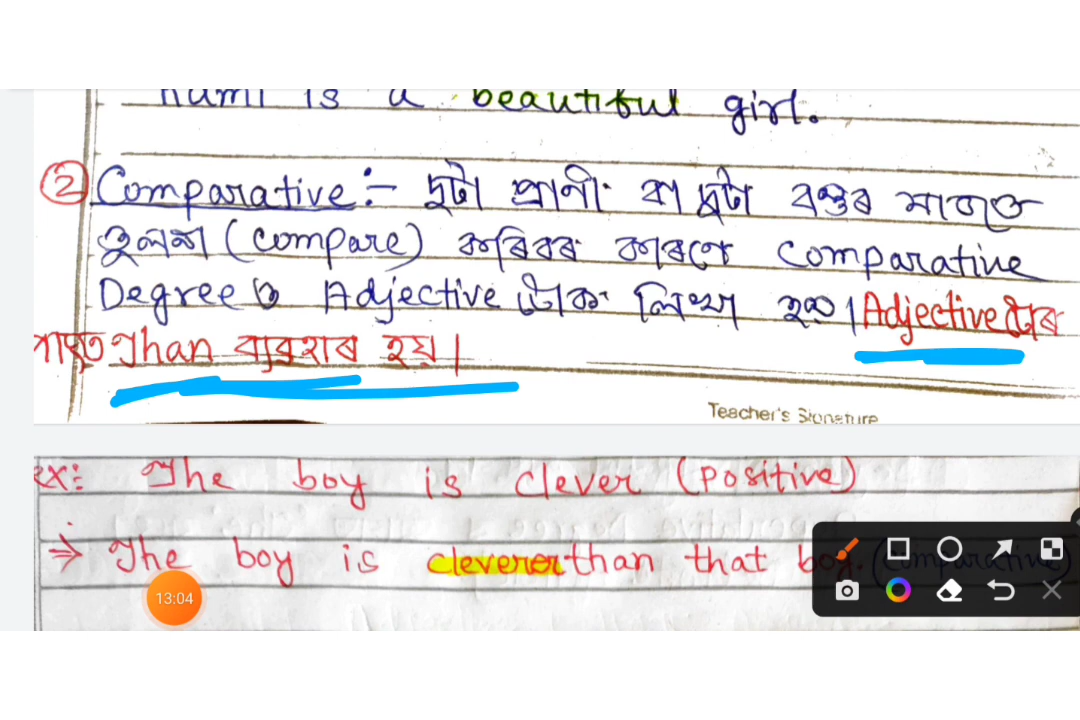 is a beautiful girl.
② Comparative :- দুটা প্ৰাণী বা দুটা বস্তুৰ মাজত
তুলনা (compare) কৰিবৰ কাৰণে Comparative
Degree ত Adjective টোক লিখা হয়। Adjective টোৰ
পাছত Than ব্যৱহাৰ হয়।
Teacher's Signature
Ex: The boy is clever (Positive)
⇒ The boy is cleverer than that boy. (Comparative)
13:04